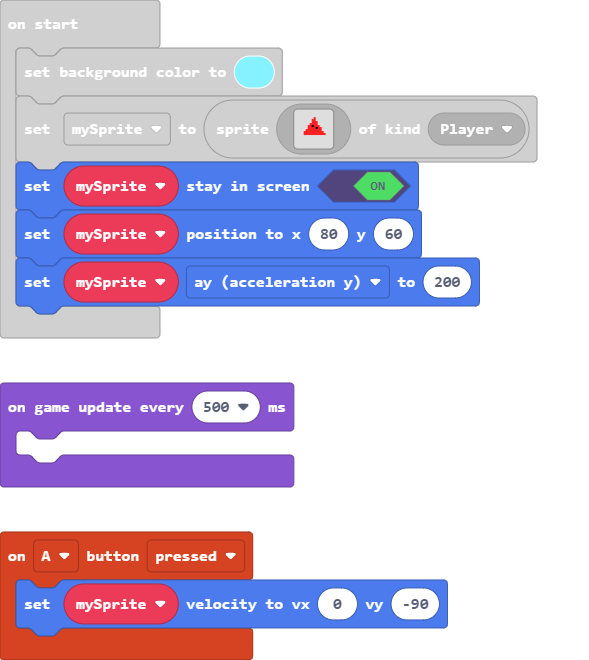 on start
set background color to
set mySprite to sprite of kind Player
set mySprite stay in screen ON
set mySprite position to x 80 y 60
set mySprite ay (acceleration y) to 200
on game update every 500 ms
on A button pressed
set mySprite velocity to vx 0 vy -90